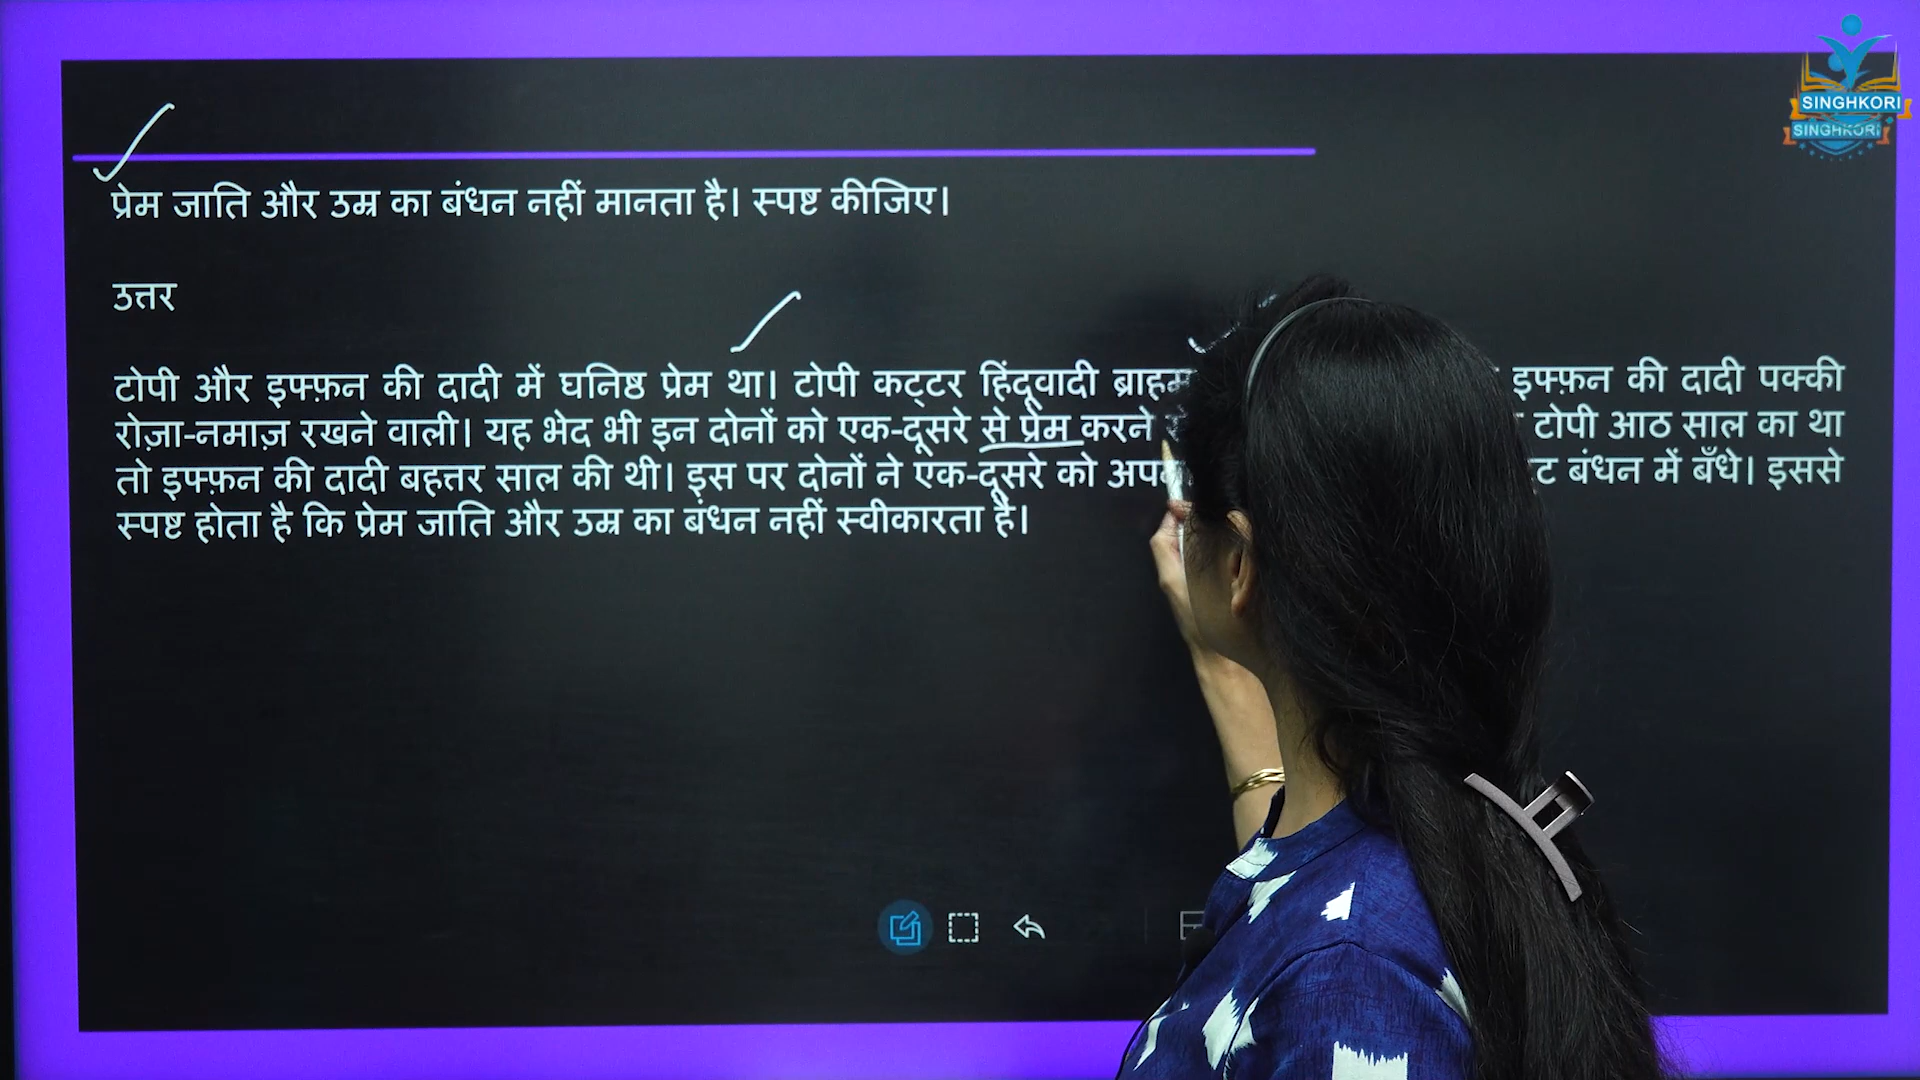 SINGHKORI
SINGHKORI
प्रेम जाति और उम्र का बंधन नहीं मानता है। स्पष्ट कीजिए।
उत्तर
टोपी और इफ्फ़न की दादी में घनिष्ठ प्रेम था। टोपी कट्टर हिंदूवादी इफ्फ़न की दादी पक्की
रोज़ा-नमाज़ रखने वाली। यह भेद भी इन दोनों को एक-दूसरे से प्रेम करने टोपी आठ साल का था
तो इफ्फ़न की दादी बहत्तर साल की थी। इस पर दोनों ने एक-दूसरे को बंधन में बँधे। इससे
स्पष्ट होता है कि प्रेम जाति और उम्र का बंधन नहीं स्वीकारता है।